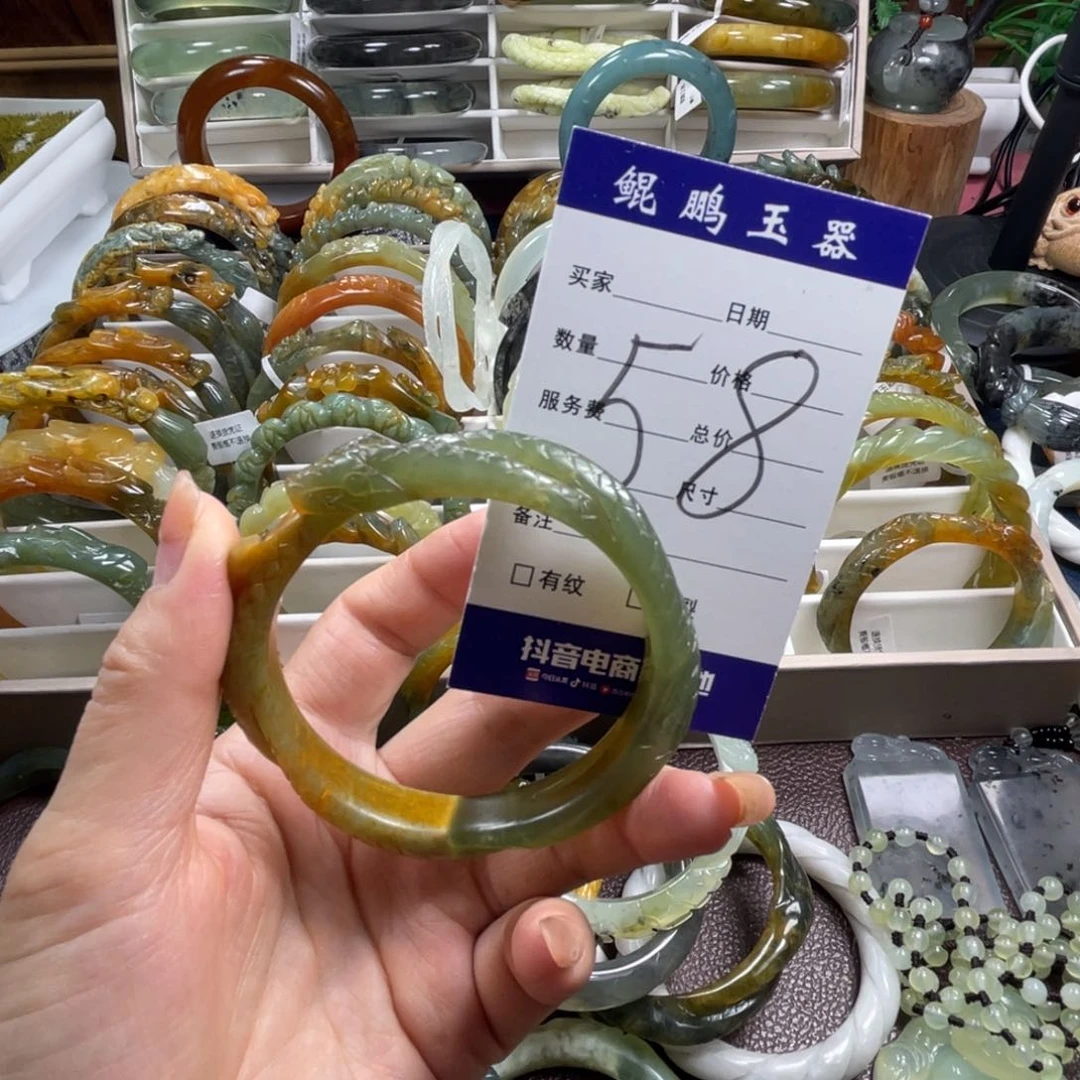 鲲鹏玉器
买家 日期
数量 价格
服务费 总价
58
尺寸
备注
□有纹
抖音电商